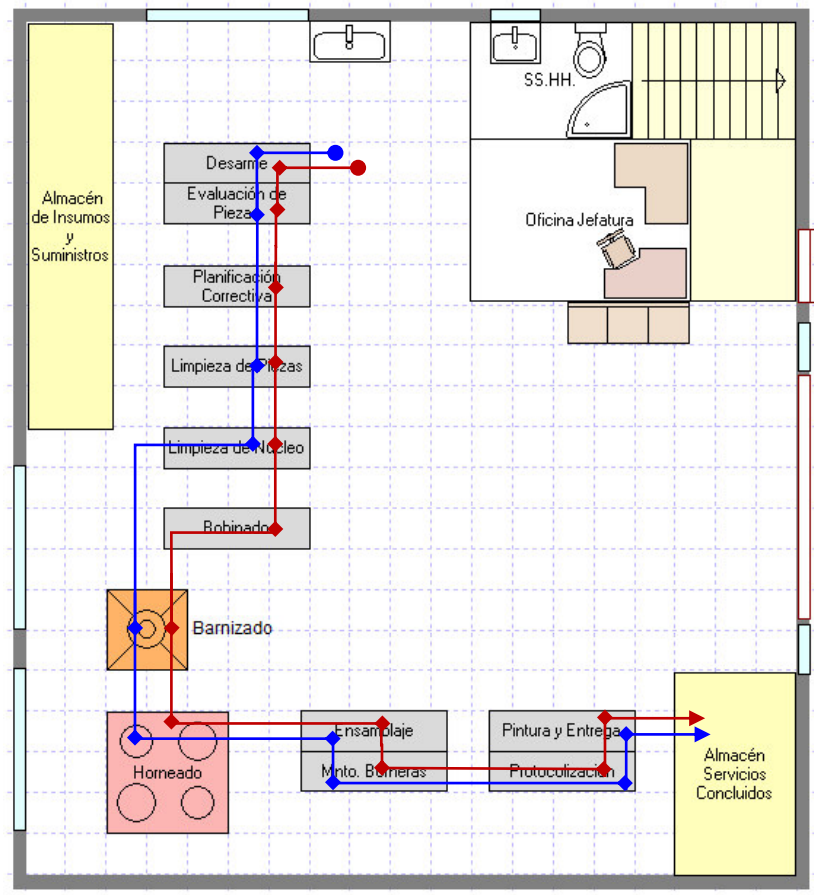 SS.HH.
Desarme
Evaluación de
Pieza
Almacén
de Insumos
y
Suministros
Oficina Jefatura
Planificación
Correctiva
Limpieza de Piezas
Limpieza de Núcleo
Bobinado
Barnizado
Ensamblaje
Pintura y Entrega
Mnto. Borneras
Protocolización
Horneado
Almacén
Servicios
Concluidos